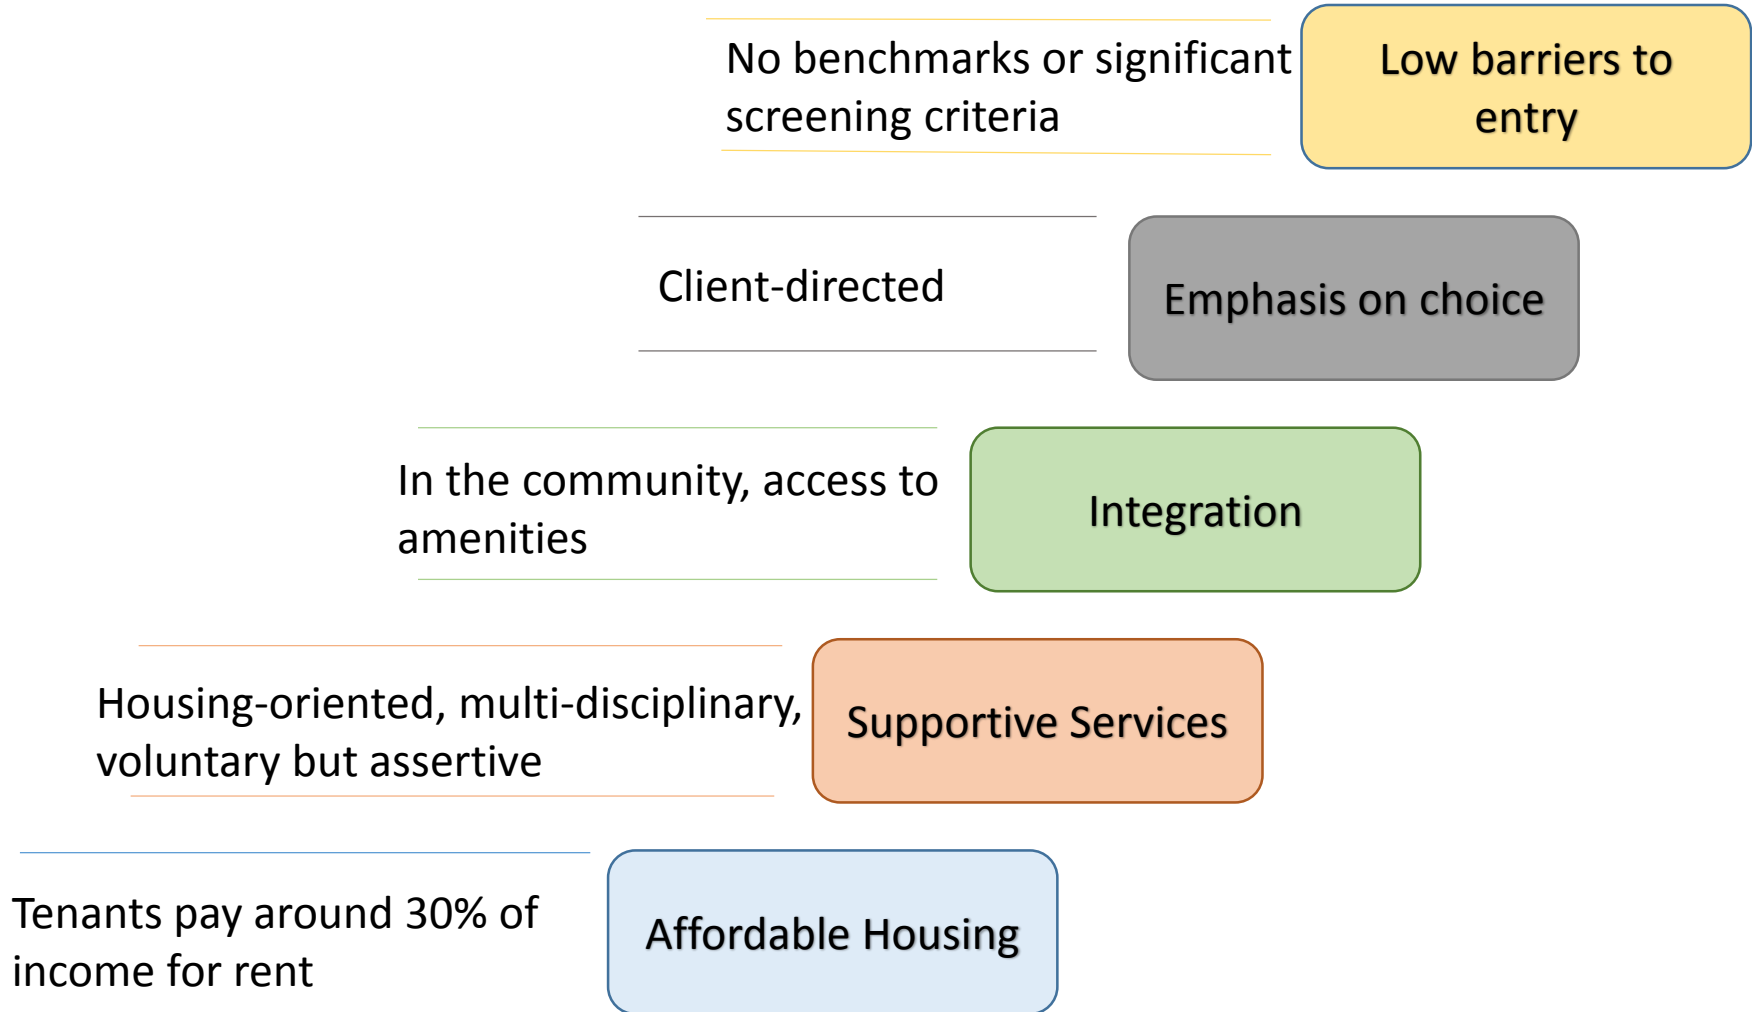 No benchmarks or significant
screening criteria
Low barriers to
entry
Client-directed
Emphasis on choice
In the community, access to
amenities
Integration
Housing-oriented, multi-disciplinary,
voluntary but assertive
Supportive Services
Tenants pay around 30% of
income for rent
Affordable Housing